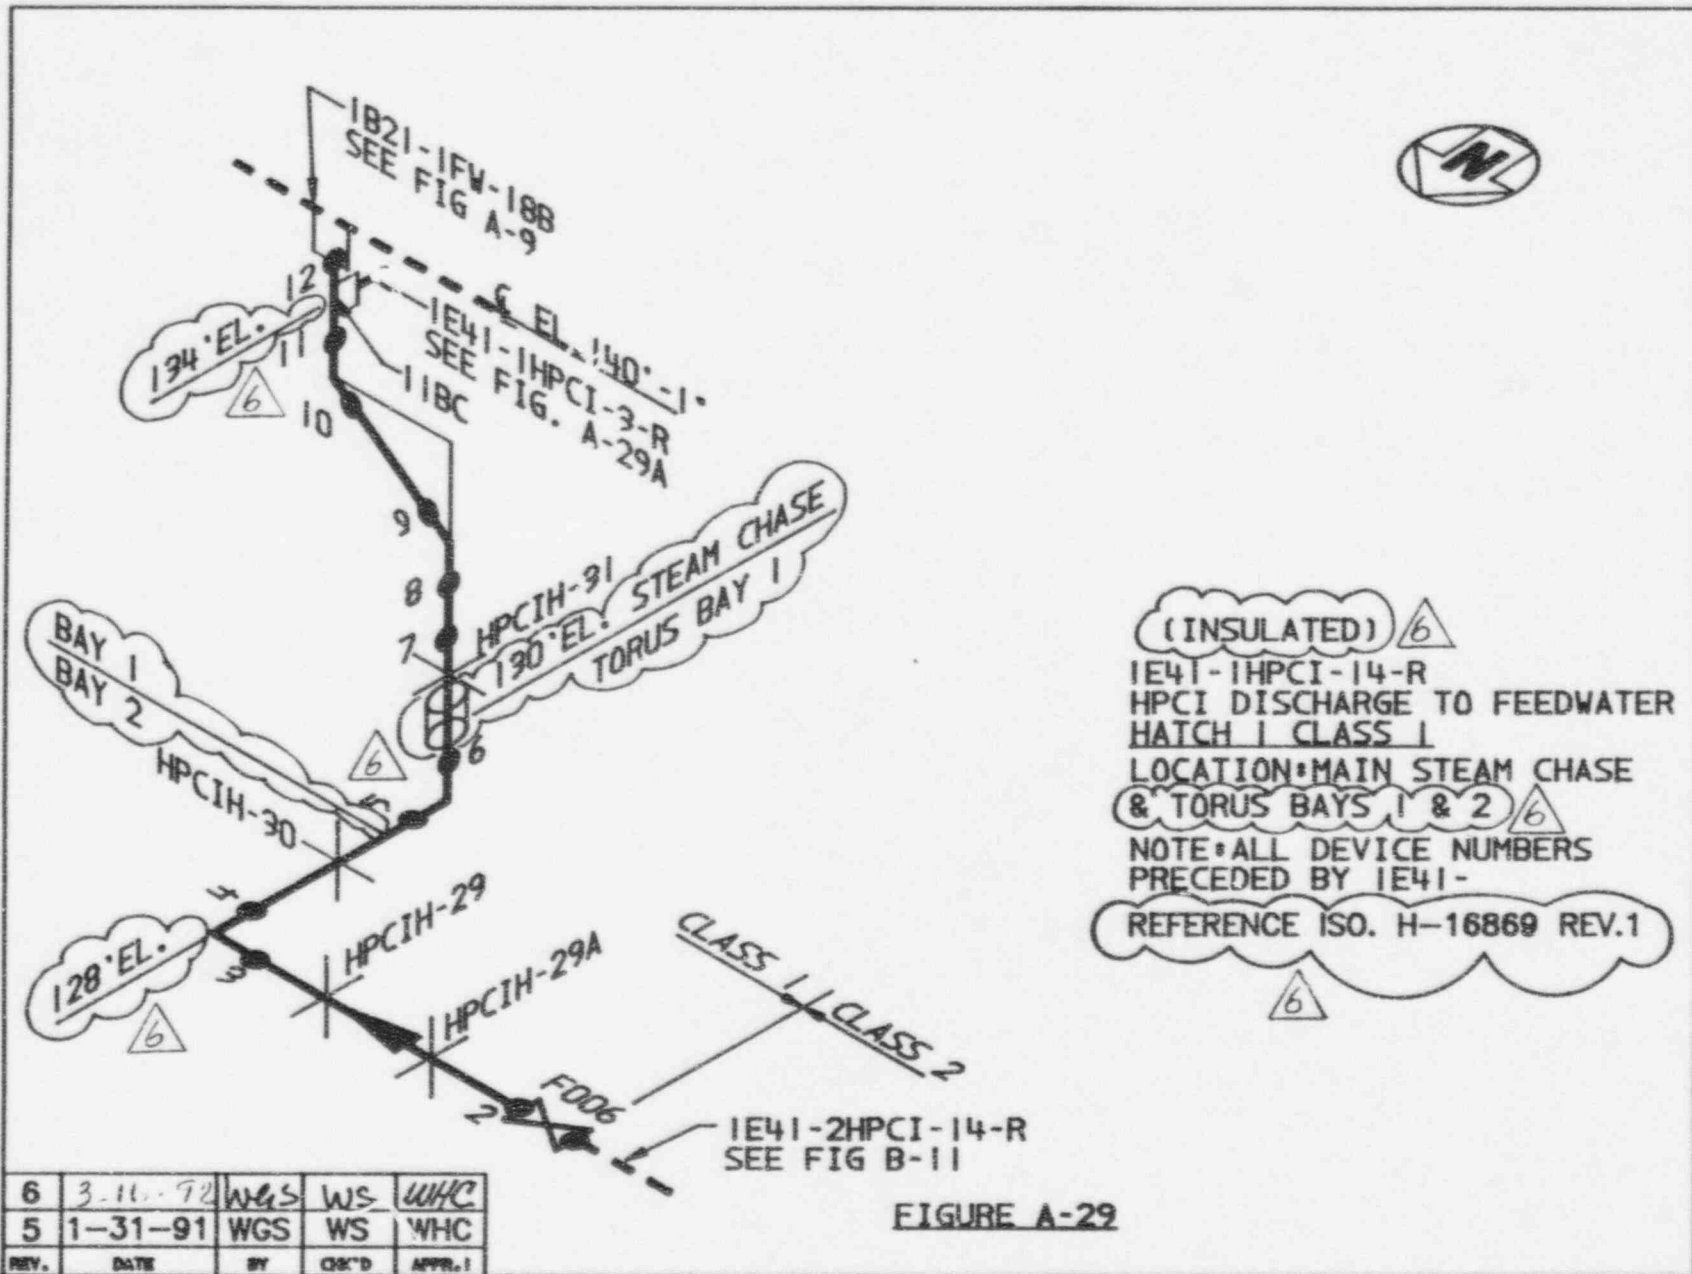 1B21-1FW-18B
SEE FIG A-9
N
12
134'EL.
11
6
10
℄ EL 140'-1"
1E41-1HPCI-3-R
SEE FIG. A-29A
11BC
9
8
7
HPCIH-31
130'EL. STEAM CHASE
TORUS BAY 1
BAY 1
BAY 2
6
6
5
HPCIH-30
4
128'EL.
6
3
HPCIH-29
HPCIH-29A
CLASS 1
CLASS 2
2
F006
1E41-2HPCI-14-R
SEE FIG B-11
(INSULATED) 6
1E41-1HPCI-14-R
HPCI DISCHARGE TO FEEDWATER
HATCH 1 CLASS 1
LOCATION:MAIN STEAM CHASE
& TORUS BAYS 1 & 2 6
NOTE:ALL DEVICE NUMBERS
PRECEDED BY 1E41-
REFERENCE ISO. H-16869 REV.1
6
6 WGS WS WHC
5 1-31-91 WGS WS WHC
REV. DATE BY CHK'D
FIGURE A-29